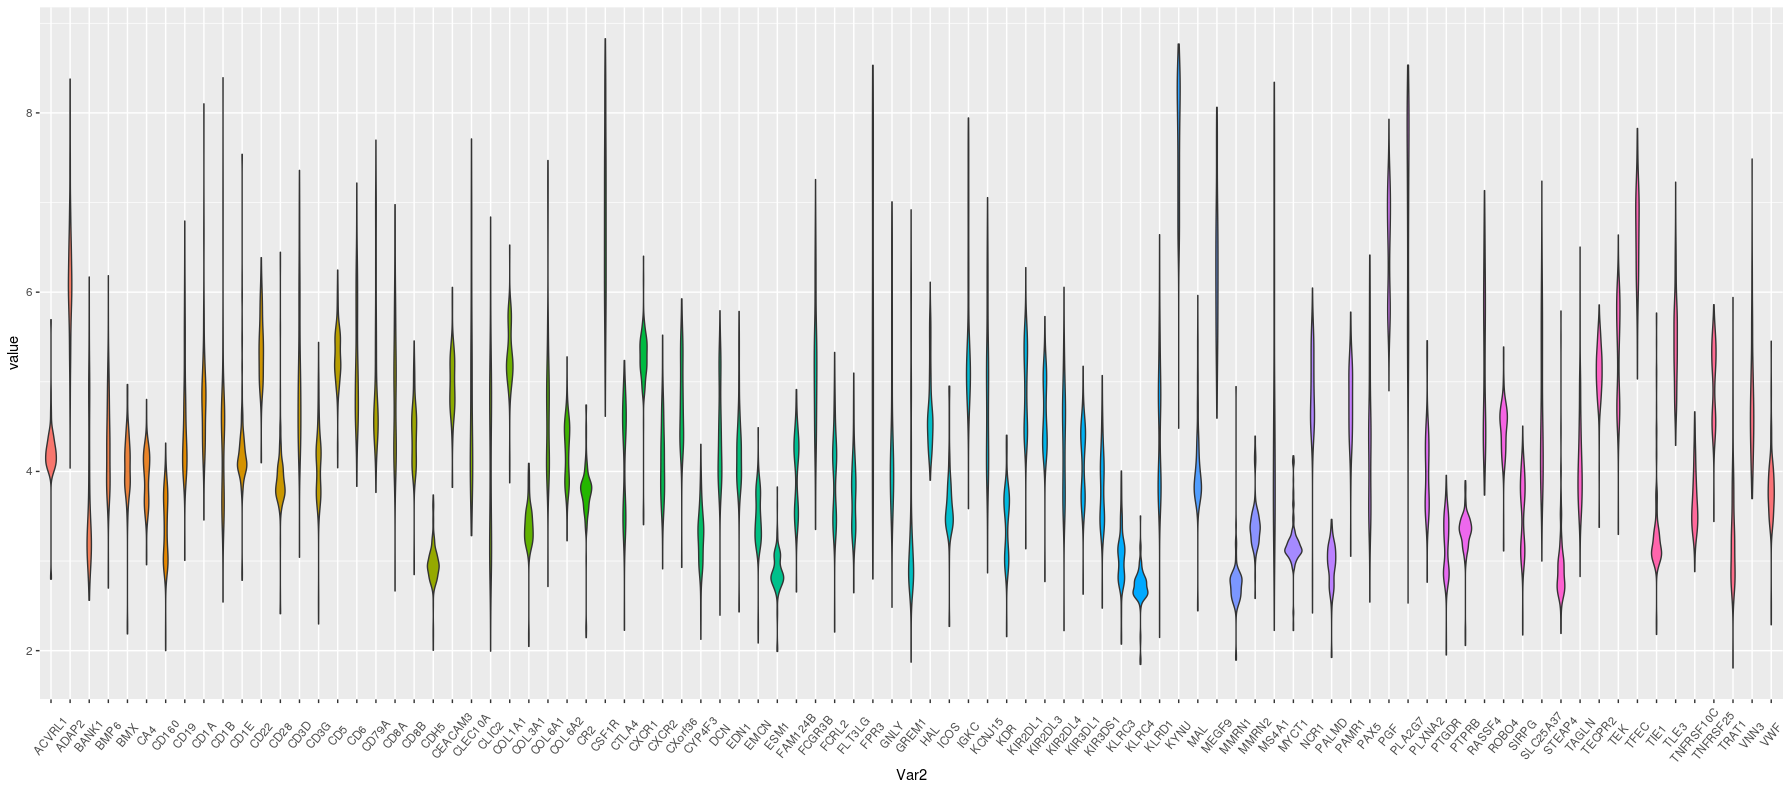 8
6
4
2
value
ACVRL1
ADAP2
BANK1
BMP6
BMX
CA4
CD160
CD19
CD1A
CD1B
CD1E
CD22
CD28
CD3D
CD3G
CD5
CD6
CD79A
CD8A
CD8B
CDH5
CEACAM3
CLEC10A
CLIC2
COL1A1
COL3A1
COL6A1
COL6A2
CR2
CSF1R
CTLA4
CXCR1
CXCR2
CXorf36
CYP4F3
DCN
EDN1
EMCN
ESM1
FAM124B
FCGR3B
FCRL2
FLT3LG
FPR3
GNLY
GREM1
HAL
ICOS
IGKC
KCNJ15
KDR
KIR2DL1
KIR2DL3
KIR2DL4
KIR3DL1
KIR3DS1
KLRC3
KLRC4
KLRD1
KYNU
MAL
MEGF9
MMRN1
MMRN2
MS4A1
MYCT1
NCR1
PALMD
PAMR1
PAX5
PGF
PLA2G7
PLXNA2
PTGDR
PTPRB
RASSF4
ROBO4
SIRPG
SLC25A37
STEAP4
TAGLN
TECPR2
TEK
TFEC
TIE1
TLE3
TNFRSF10C
TNFRSF25
TRAT1
VNN3
VWF
Var2